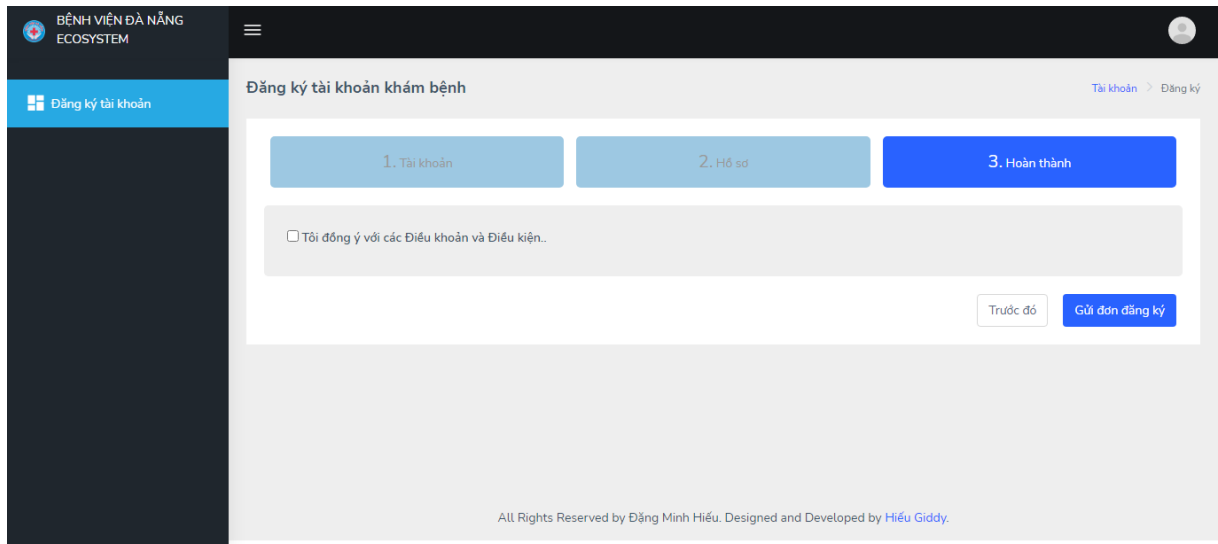 BỆNH VIỆN ĐÀ NẴNG
ECOSYSTEM
Đăng ký tài khoản
Đăng ký tài khoản khám bệnh
Tài khoản > Đăng ký
1. Tài khoản
2. Hồ sơ
3. Hoàn thành
Tôi đồng ý với các Điều khoản và Điều kiện..
Trước đó
Gửi đơn đăng ký
All Rights Reserved by Đặng Minh Hiếu. Designed and Developed by Hiếu Giddy.